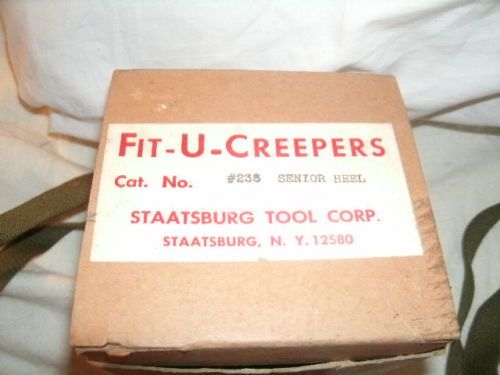 FIT-U-CREEPERS
Cat. No. #238 SENIOR HEEL
STAATSBURG TOOL CORP.
STAATSBURG, N. Y. 12580